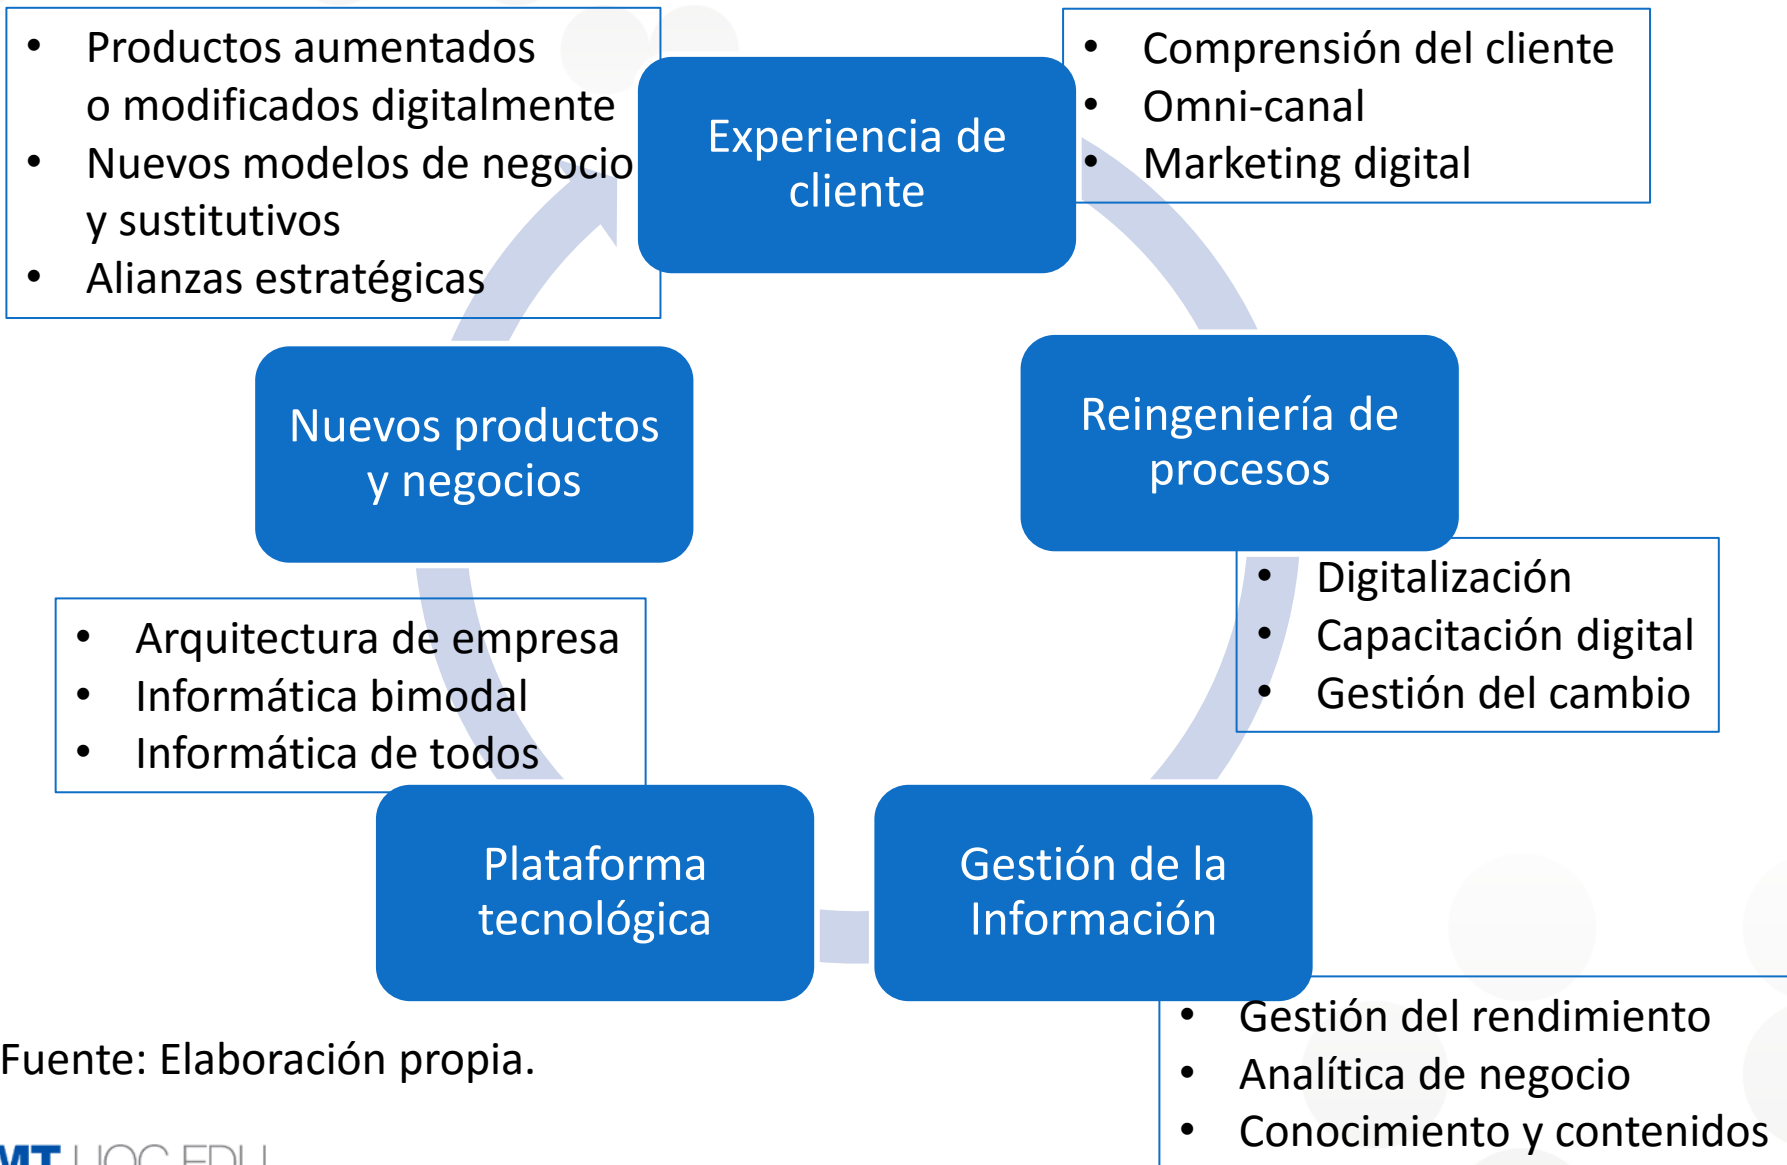 • Productos aumentados
o modificados digitalmente
• Nuevos modelos de negocio
y sustitutivos
• Alianzas estratégicas
Experiencia de
cliente
• Comprensión del cliente
• Omni-canal
• Marketing digital
Nuevos productos
y negocios
Reingeniería de
procesos
• Digitalización
• Capacitación digital
• Gestión del cambio
• Arquitectura de empresa
• Informática bimodal
• Informática de todos
Plataforma
tecnológica
Gestión de la
Información
• Gestión del rendimiento
• Analítica de negocio
• Conocimiento y contenidos
Fuente: Elaboración propia.
UOC.EDU